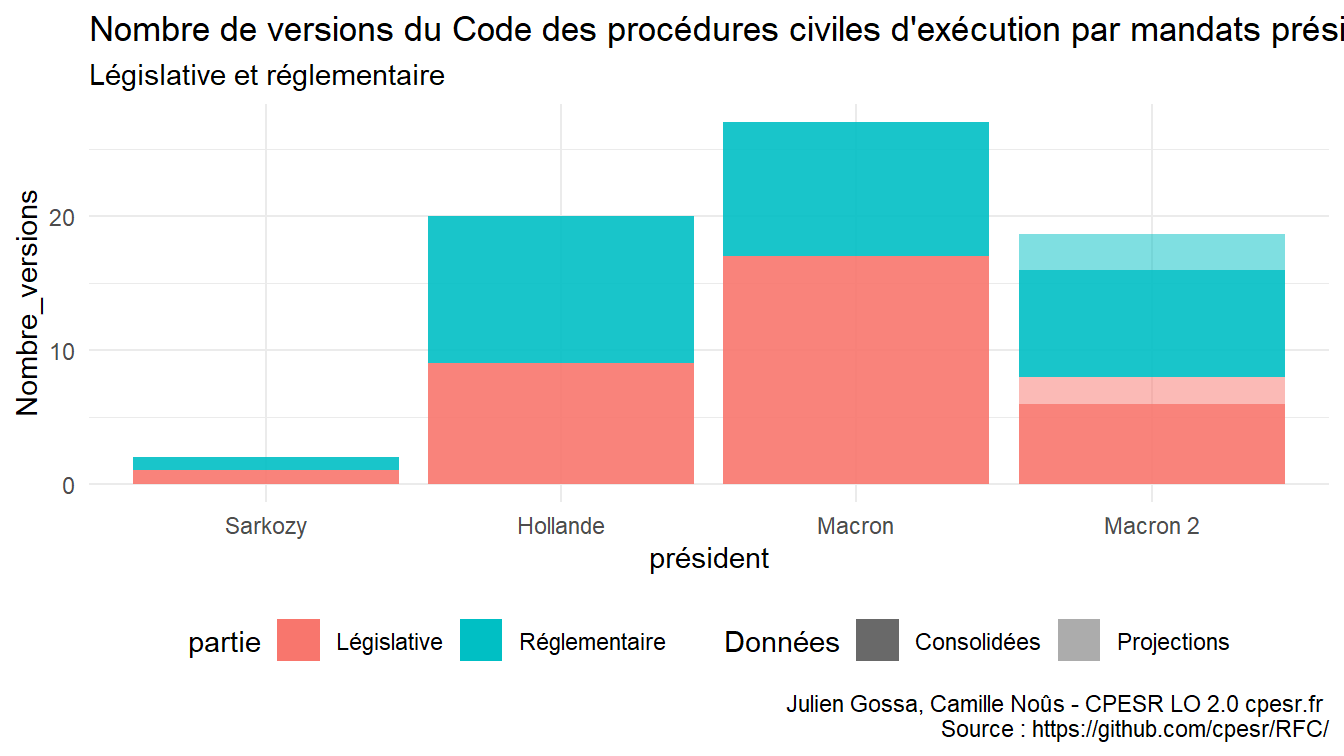 Nombre de versions du Code des procédures civiles d'exécution par mandats prési
Législative et réglementaire
Nombre_versions
20
10
0
Sarkozy Hollande Macron Macron 2
président
partie Législative Réglementaire Données Consolidées Projections
Julien Gossa, Camille Noûs - CPESR LO 2.0 cpesr.fr
Source : https://github.com/cpesr/RFC/